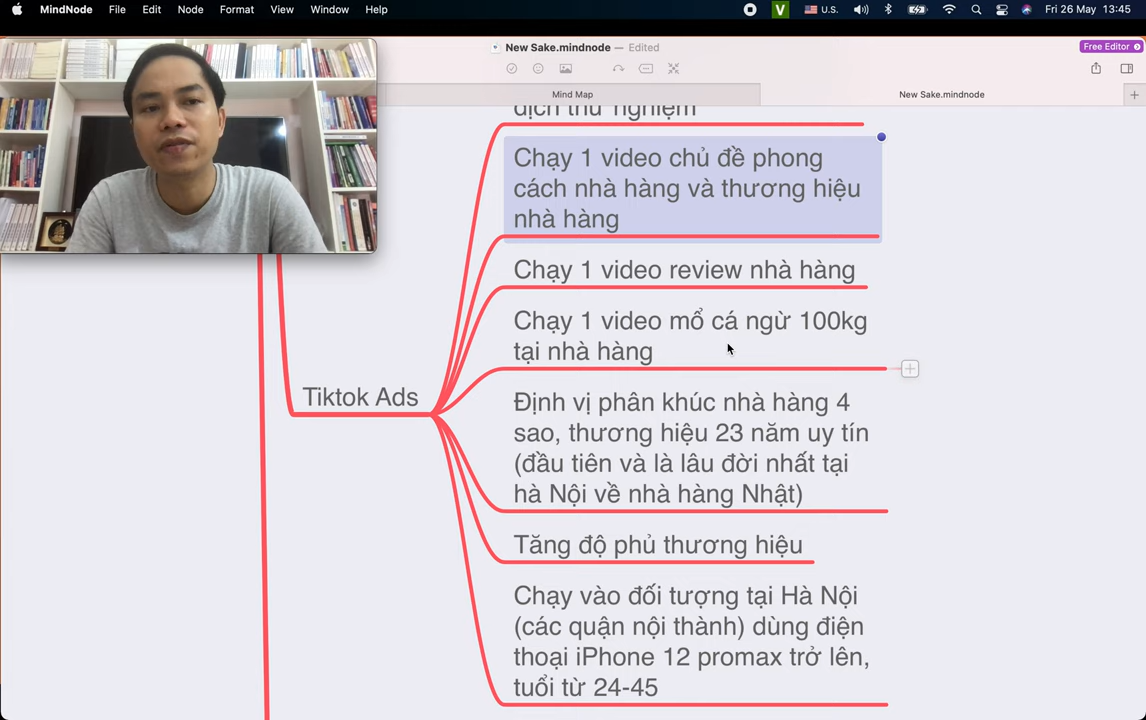 MindNode File Edit Node Format View Window Help
V U.S. Fri 26 May 13:45
New Sake.mindnode — Edited
Free Editor
Mind Map
New Sake.mindnode
dịch thử nghiệm
Chạy 1 video chủ đề phong
cách nhà hàng và thương hiệu
nhà hàng
Chạy 1 video review nhà hàng
Chạy 1 video mổ cá ngừ 100kg
tại nhà hàng
Tiktok Ads
Định vị phân khúc nhà hàng 4
sao, thương hiệu 23 năm uy tín
(đầu tiên và là lâu đời nhất tại
hà Nội về nhà hàng Nhật)
Tăng độ phủ thương hiệu
Chạy vào đối tượng tại Hà Nội
(các quận nội thành) dùng điện
thoại iPhone 12 promax trở lên,
tuổi từ 24-45